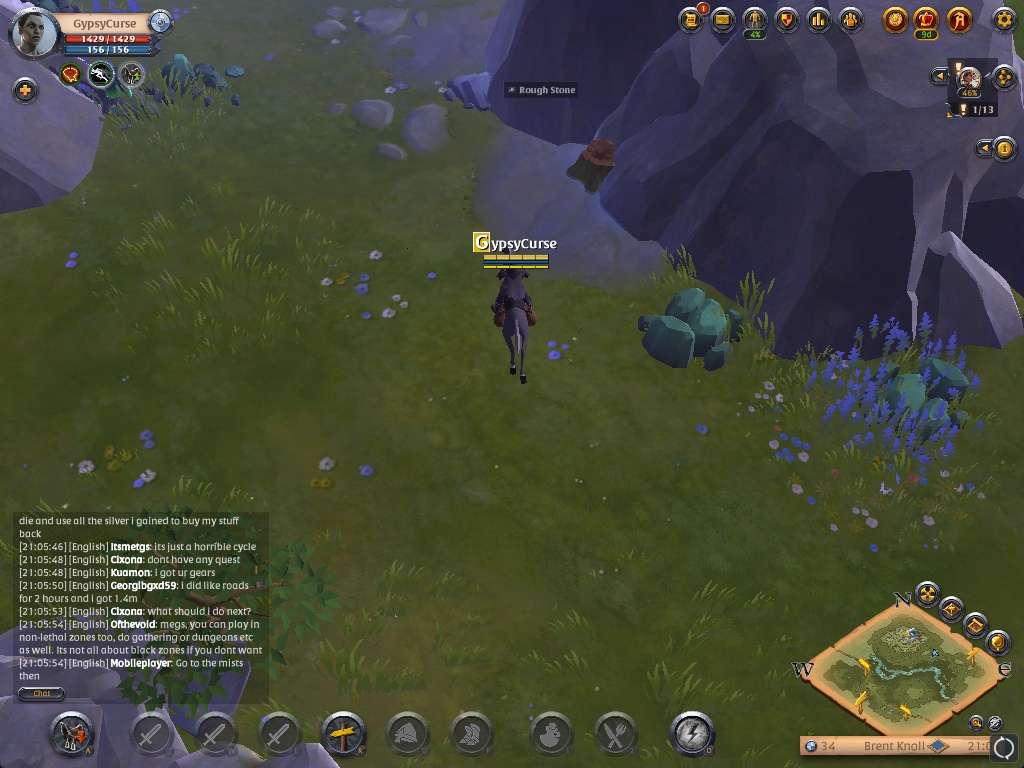 GypsyCurse
1429 / 1429
156 / 156
1
4%
9d
46%
1/13
Rough Stone
GypsyCurse
die and use all the silver i gained to buy my stuff
back
[21:05:46] [English] Itsmetgs: its just a horrible cycle
[21:05:48] [English] Cixona: dont have any quest
[21:05:48] [English] Kuamon: i got ur gears
[21:05:50] [English] Georgibgxd59: i did like roads
for 2 hours and i got 1.4m
[21:05:53] [English] Cixona: what should i do next?
[21:05:54] [English] Ofthevold: megs, you can play in
non-lethal zones too, do gathering or dungeons etc
as well. Its not all about black zones if you dont want
[21:05:54] [English] Mobileplayer: Go to the mists
then
Chat
N
W
E
A
Q
W
E
R
D
F
34
Brent Knoll